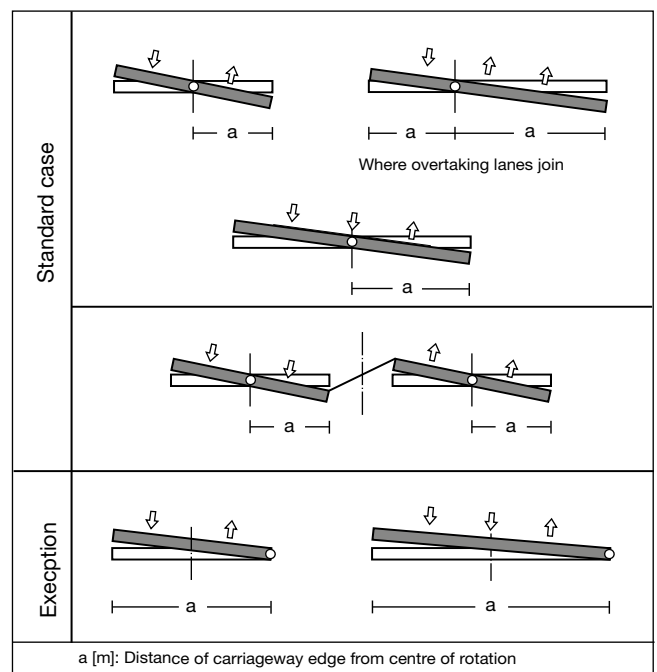 Standard case
a
a
a
Where overtaking lanes join
a
a
a
Execption
a
a
a [m]: Distance of carriageway edge from centre of rotation